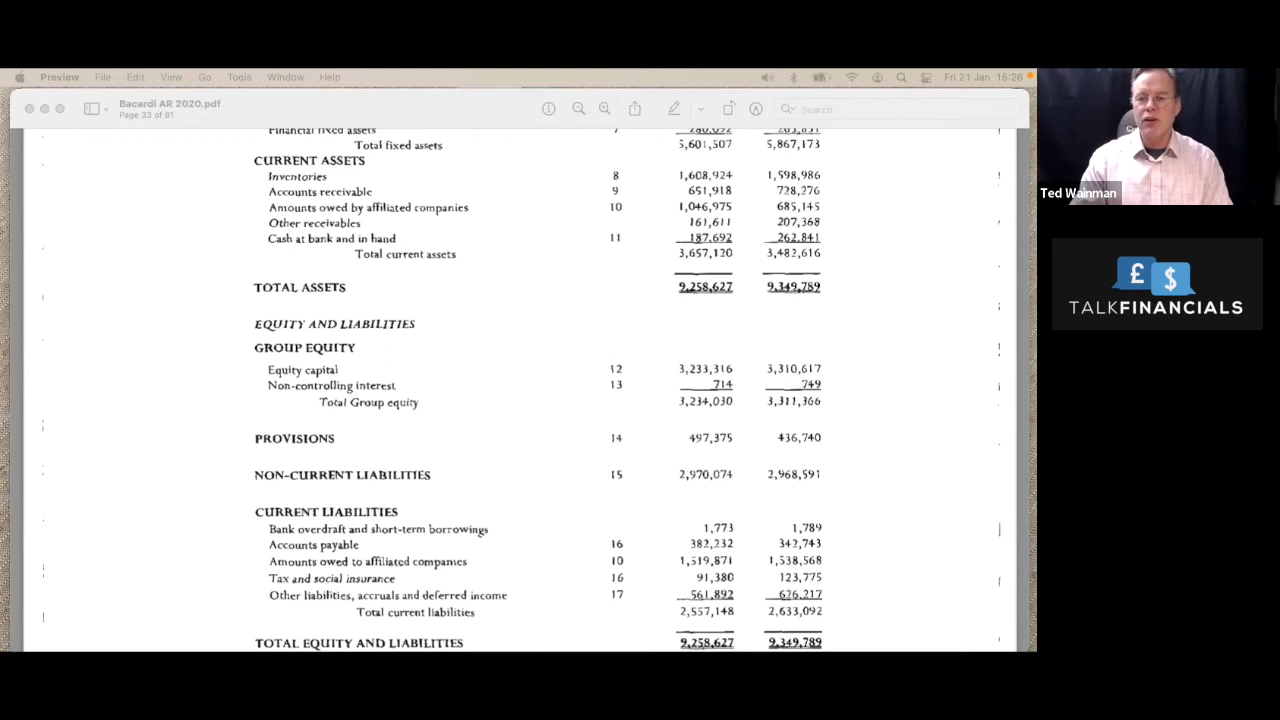 Preview File Edit View Go Tools Window Help Fri 21 Jan 15:26
Bacardi AR 2020.pdf
Page 33 of 81
Search
Financial fixed assets 7
Total fixed assets 5,601,507 5,867,173
CURRENT ASSETS
Inventories 8 1,608,924 1,598,986
Accounts receivable 9 651,918 728,276
Amounts owed by affiliated companies 10 1,046,975 685,145
Other receivables 161,611 207,368
Cash at bank and in hand 11 187,692 262,841
Total current assets 3,657,120 3,482,616
TOTAL ASSETS 9,258,627 9,349,789
EQUITY AND LIABILITIES
GROUP EQUITY
Equity capital 12 3,233,316 3,310,617
Non-controlling interest 13 714 749
Total Group equity 3,234,030 3,311,366
PROVISIONS 14 497,375 436,740
NON-CURRENT LIABILITIES 15 2,970,074 2,968,591
CURRENT LIABILITIES
Bank overdraft and short-term borrowings 1,773 1,789
Accounts payable 16 382,232 342,743
Amounts owed to affiliated companies 10 1,519,871 1,538,568
Tax and social insurance 16 91,380 123,775
Other liabilities, accruals and deferred income 17 561,892 626,217
Total current liabilities 2,557,148 2,633,092
TOTAL EQUITY AND LIABILITIES 9,258,627 9,349,789
Ted Wainman
£ $
TALKFINANCIALS